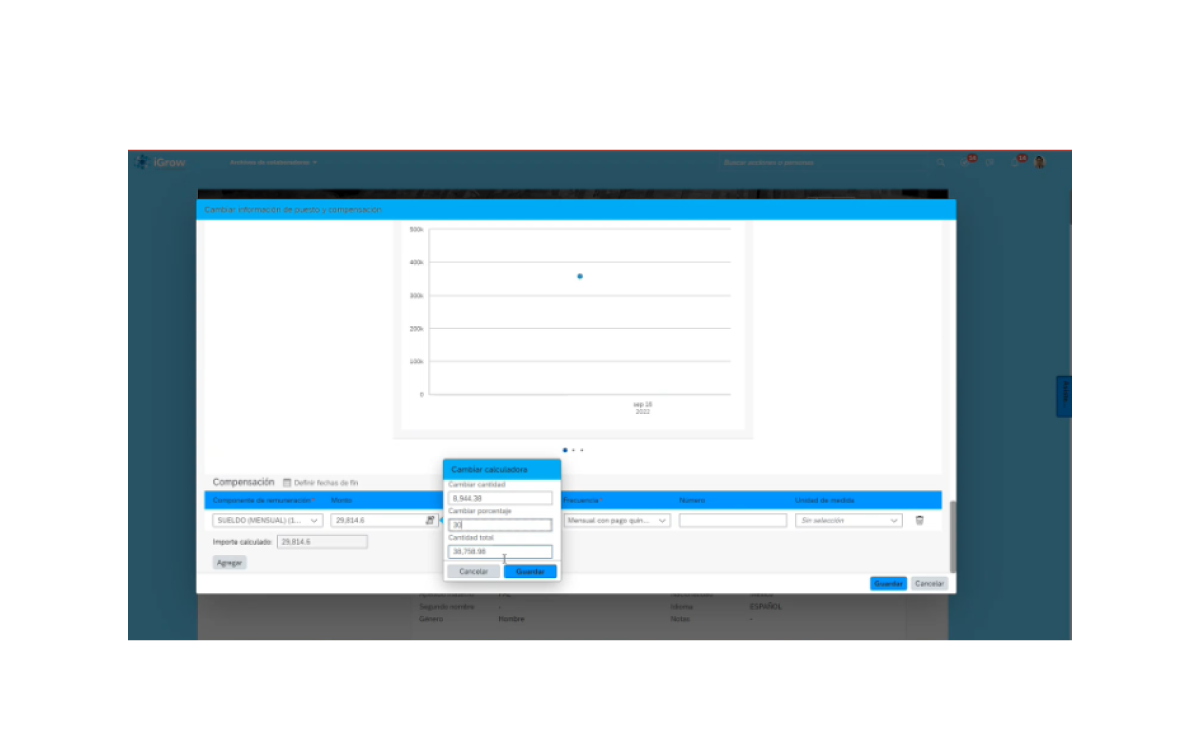 iGrow
Buscar acciones o personas
Cambiar información de puesto y compensación
500k
400k
300k
200k
100k
0
sep 16
2022
Compensación Definir fechas de fin
Componente de remuneración * Monto Frecuencia * Número Unidad de medida
SUELDO (MENSUAL) (1... 29,814.6 Mensual con pago quin... Sin selección
Importe calculado: 29,814.6
Agregar
Cambiar calculadora
Cambiar cantidad
8,944.38
Cambiar porcentaje
30
Cantidad total
38,758.98
Cancelar Guardar
Guardar Cancelar
Segundo nombre - Idioma ESPAÑOL
Género Hombre Notas -